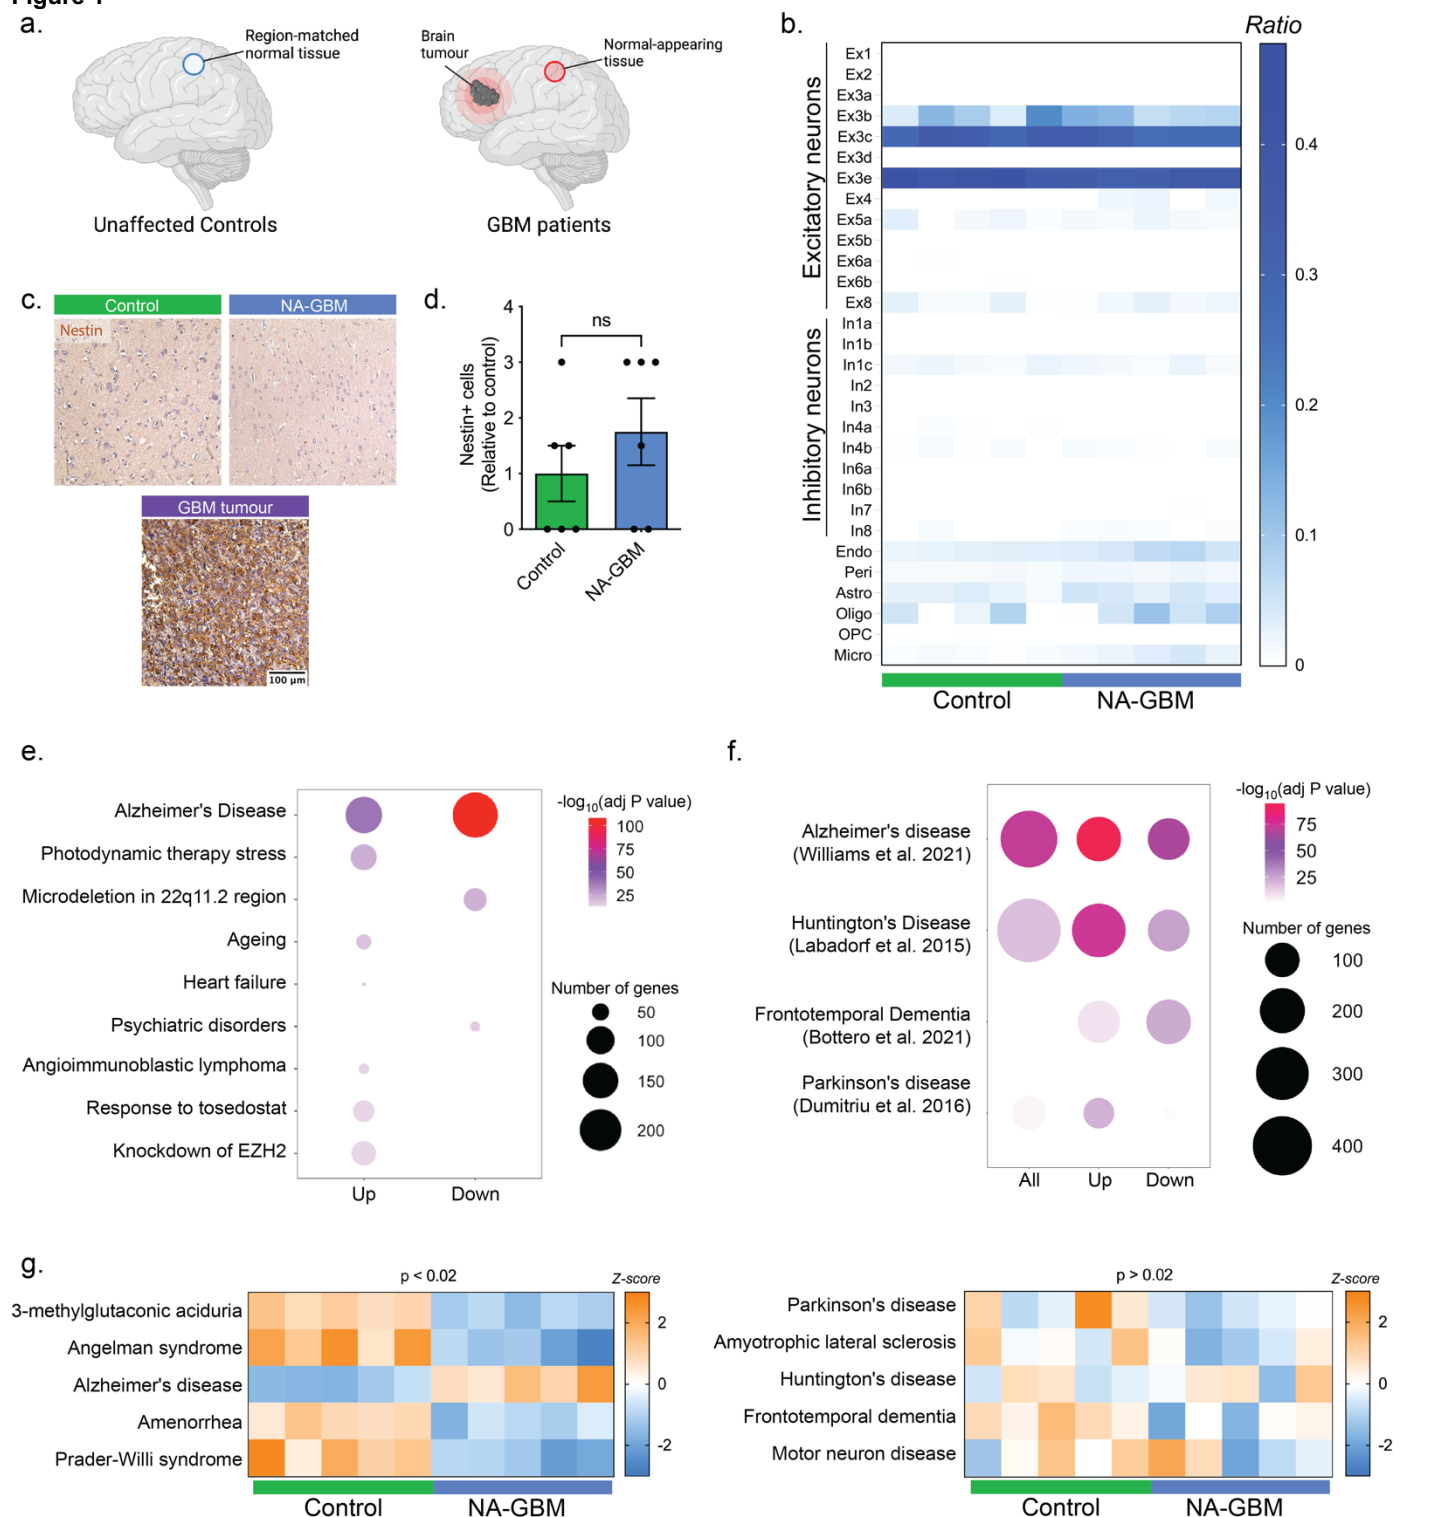 a.
Region-matched
normal tissue
Unaffected Controls
Brain
tumour
Normal-appearing
tissue
GBM patients
b.
Ratio
Excitatory neurons
Ex1
Ex2
Ex3a
Ex3b
Ex3c
Ex3d
Ex3e
Ex4
Ex5a
Ex5b
Ex6a
Ex6b
Ex8
Inhibitory neurons
In1a
In1b
In1c
In2
In3
In4a
In4b
In6a
In6b
In7
In8
Endo
Peri
Astro
Oligo
OPC
Micro
0.4
0.3
0.2
0.1
0
Control
NA-GBM
c.
Control
NA-GBM
Nestin
GBM tumour
100 µm
d.
Nestin+ cells
(Relative to control)
4
3
2
1
0
ns
Control
NA-GBM
e.
Alzheimer's Disease
Photodynamic therapy stress
Microdeletion in 22q11.2 region
Ageing
Heart failure
Psychiatric disorders
Angioimmunoblastic lymphoma
Response to tosedostat
Knockdown of EZH2
Up
Down
-log10(adj P value)
100
75
50
25
Number of genes
50
100
150
200
f.
Alzheimer's disease
(Williams et al. 2021)
Huntington's Disease
(Labadorf et al. 2015)
Frontotemporal Dementia
(Bottero et al. 2021)
Parkinson's disease
(Dumitriu et al. 2016)
All
Up
Down
-log10(adj P value)
75
50
25
Number of genes
100
200
300
400
g.
p < 0.02
Z-score
3-methylglutaconic aciduria
Angelman syndrome
Alzheimer's disease
Amenorrhea
Prader-Willi syndrome
2
0
-2
Control
NA-GBM
p > 0.02
Z-score
Parkinson's disease
Amyotrophic lateral sclerosis
Huntington's disease
Frontotemporal dementia
Motor neuron disease
2
0
-2
Control
NA-GBM